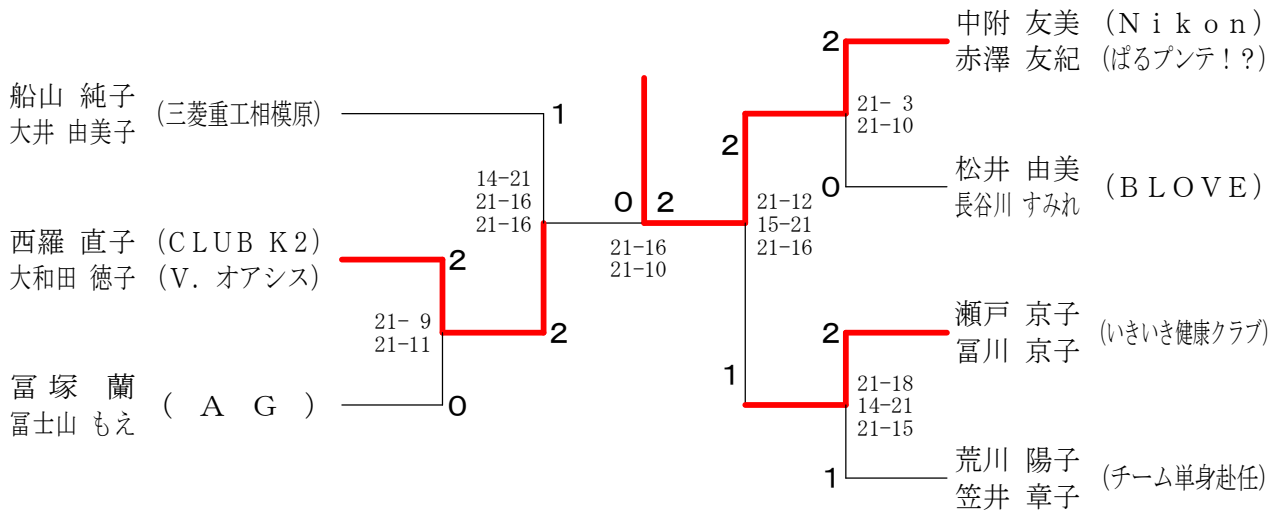 船山 純子
大井 由美子
(三菱重工相模原)
1
14-21
21-16
21-16
西羅 直子 (CLUB K2)
大和田 徳子 (V. オアシス)
2
21- 9
21-11
2
冨塚 蘭
冨士山 もえ
( A G )
0
0 2
21-16
21-10
中附 友美 (Nikon)
赤澤 友紀 (ぱるプンテ!?)
2
21- 3
21-10
2
松井 由美
長谷川 すみれ
(BLOVE)
0
21-12
15-21
21-16
瀬戸 京子
冨川 京子
(いきいき健康クラブ)
2
1
21-18
14-21
21-15
荒川 陽子
笠井 章子
(チーム単身赴任)
1